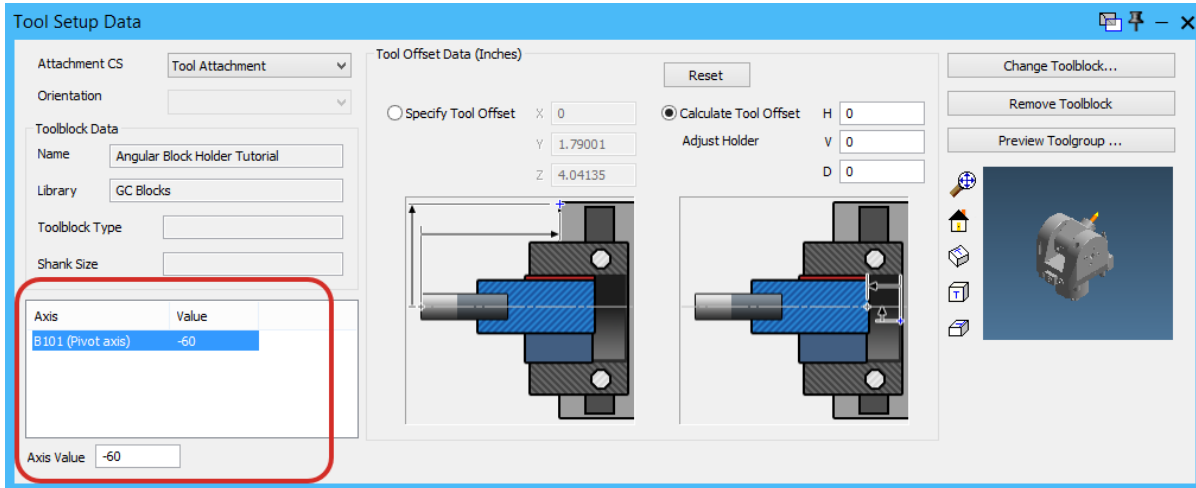 Tool Setup Data
Attachment CS
Tool Attachment
Orientation
Toolblock Data
Name
Angular Block Holder Tutorial
Library
GC Blocks
Toolblock Type
Shank Size
Axis
Value
B101 (Pivot axis)
-60
Axis Value
-60
Tool Offset Data (Inches)
Reset
Specify Tool Offset
X
0
Y
1.79001
Z
4.04135
Calculate Tool Offset
H
0
Adjust Holder
V
0
D
0
Change Toolblock...
Remove Toolblock
Preview Toolgroup ...
T